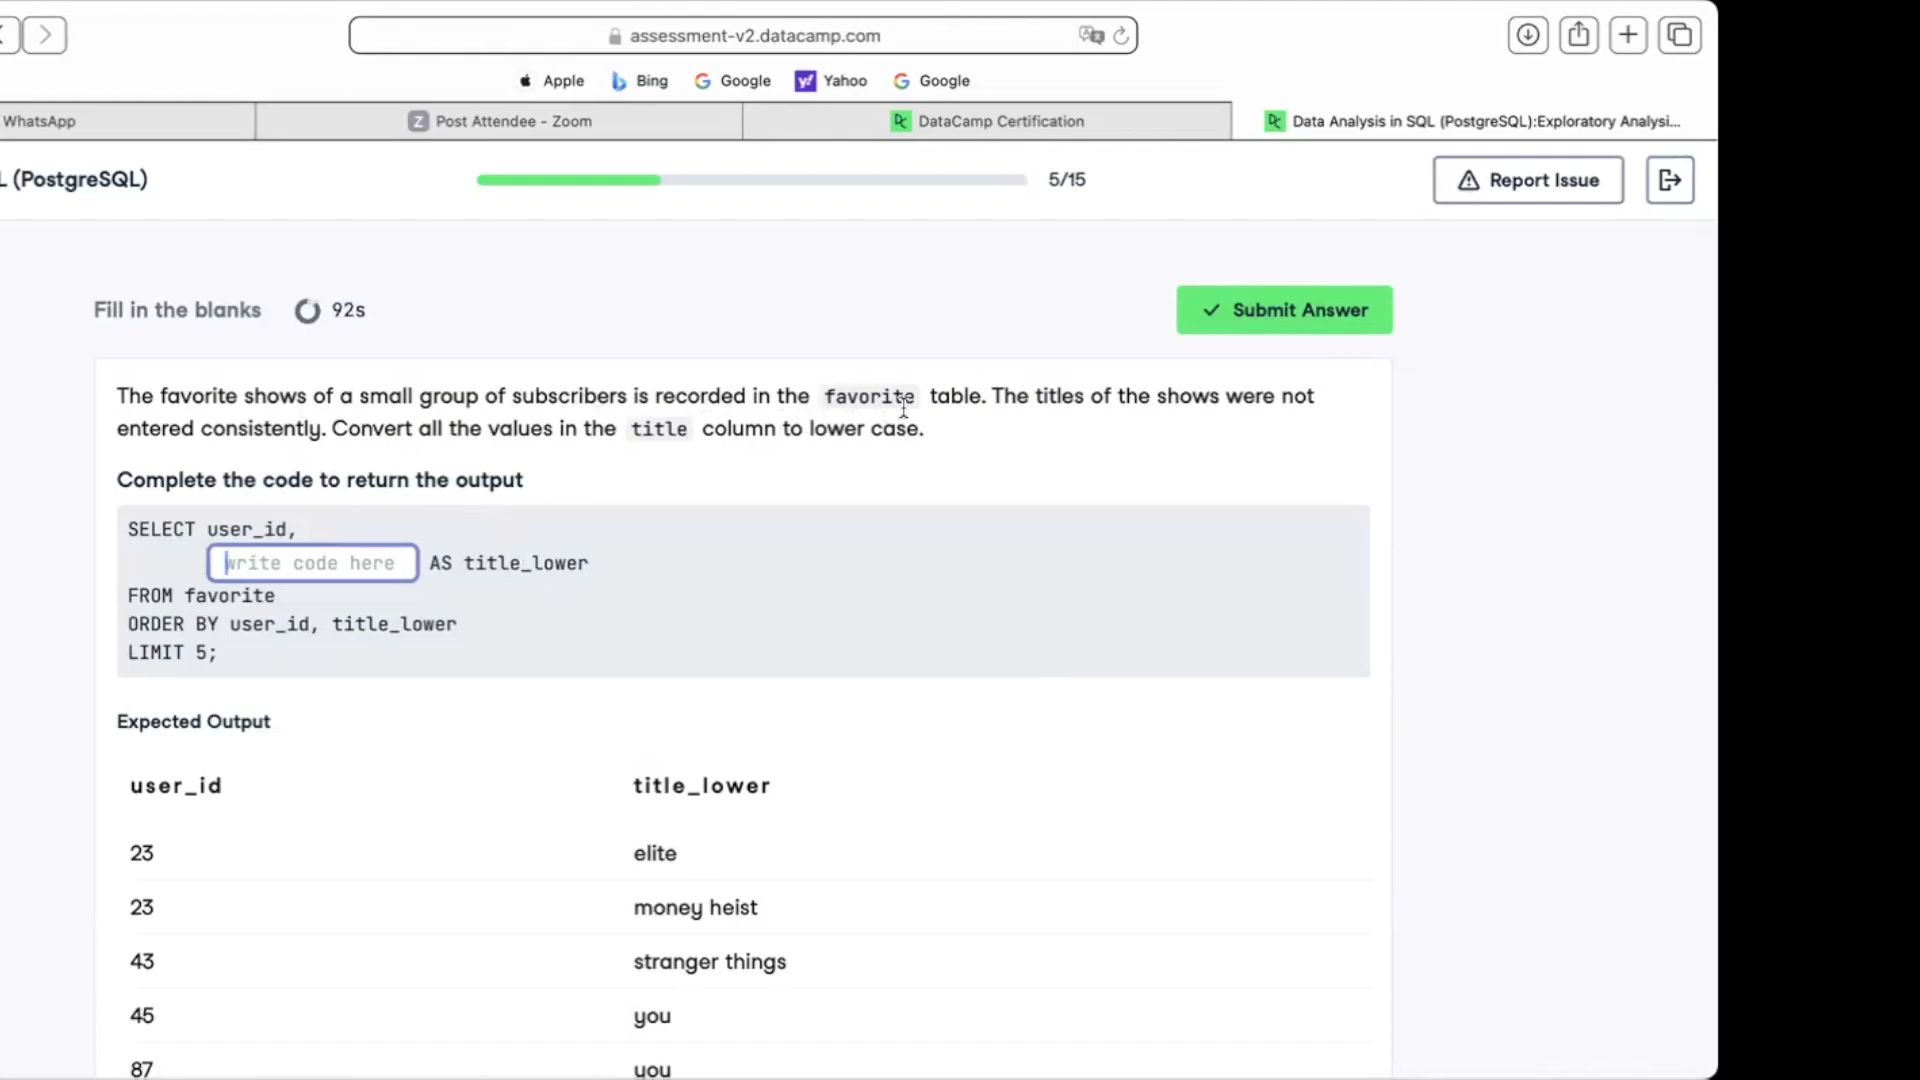 assessment-v2.datacamp.com
Apple
Bing
Google
Yahoo
Google
WhatsApp
Post Attendee - Zoom
DataCamp Certification
Data Analysis in SQL (PostgreSQL):Exploratory Analysi...
L (PostgreSQL)
5/15
Report Issue
Fill in the blanks
92s
Submit Answer
The favorite shows of a small group of subscribers is recorded in the favorite table. The titles of the shows were not
entered consistently. Convert all the values in the title column to lower case.
Complete the code to return the output
SELECT user_id,
write code here AS title_lower
FROM favorite
ORDER BY user_id, title_lower
LIMIT 5;
Expected Output
user_id title_lower
23 elite
23 money heist
43 stranger things
45 you
87 you